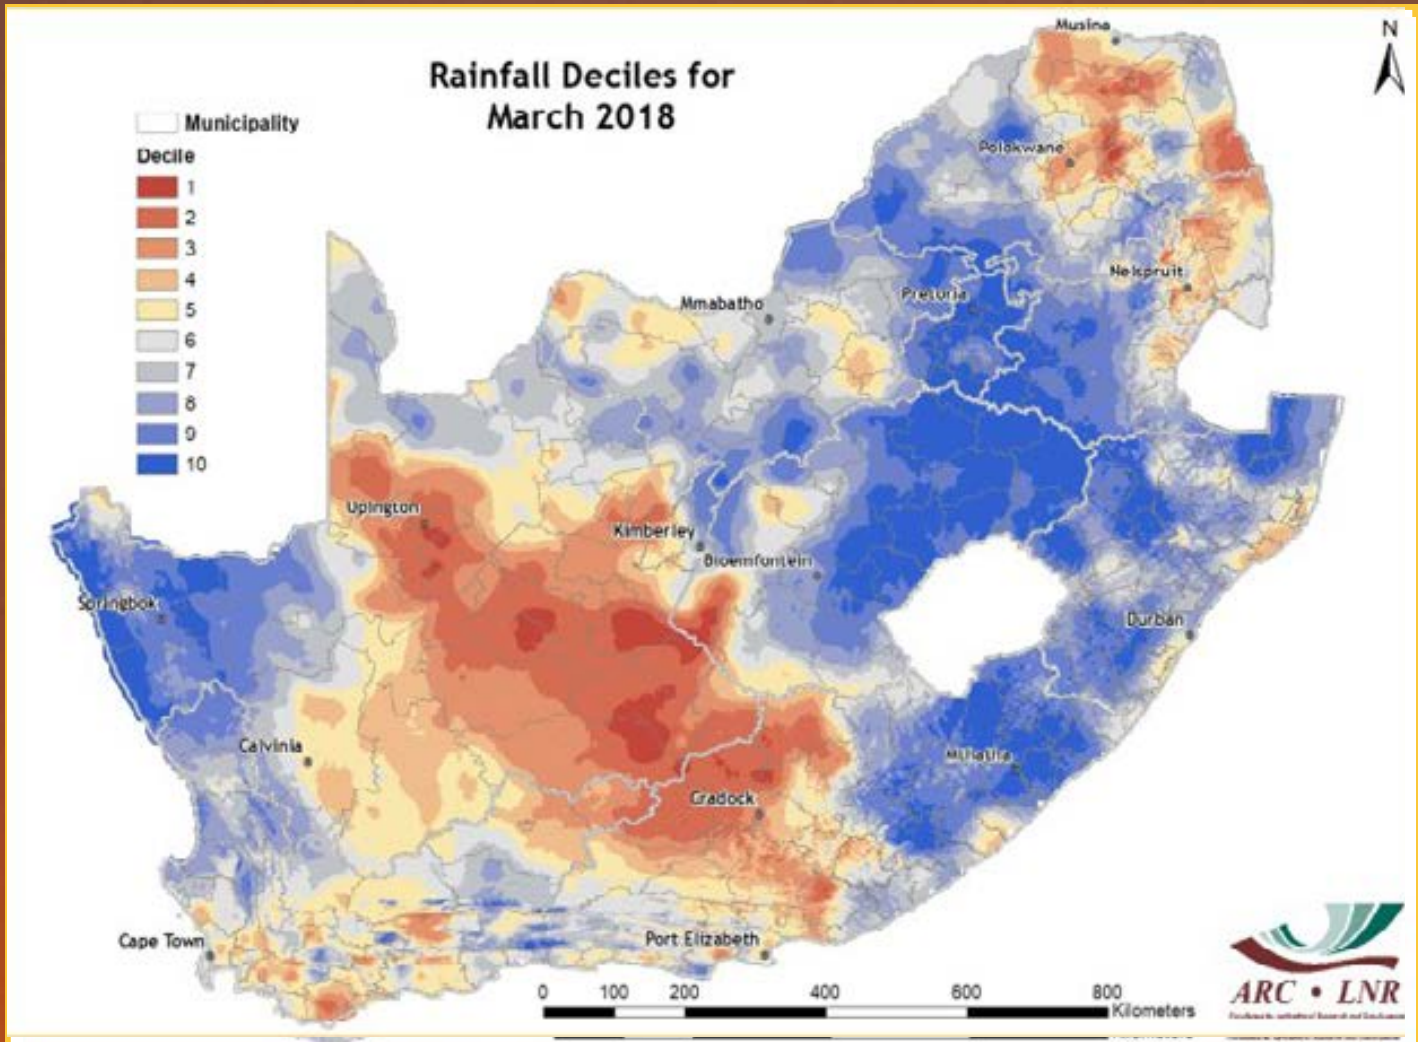 Rainfall Deciles for
March 2018
N
Municipality
Decile
1
2
3
4
5
6
7
8
9
10
Musina
Polokwane
Nelspruit
Pretoria
Mmabatho
Upington
Kimberley
Bloemfontein
Springbok
Durban
Calvinia
Cradock
Cape Town
Port Elizabeth
0 100 200 400 600 800
Kilometers
ARC • LNR